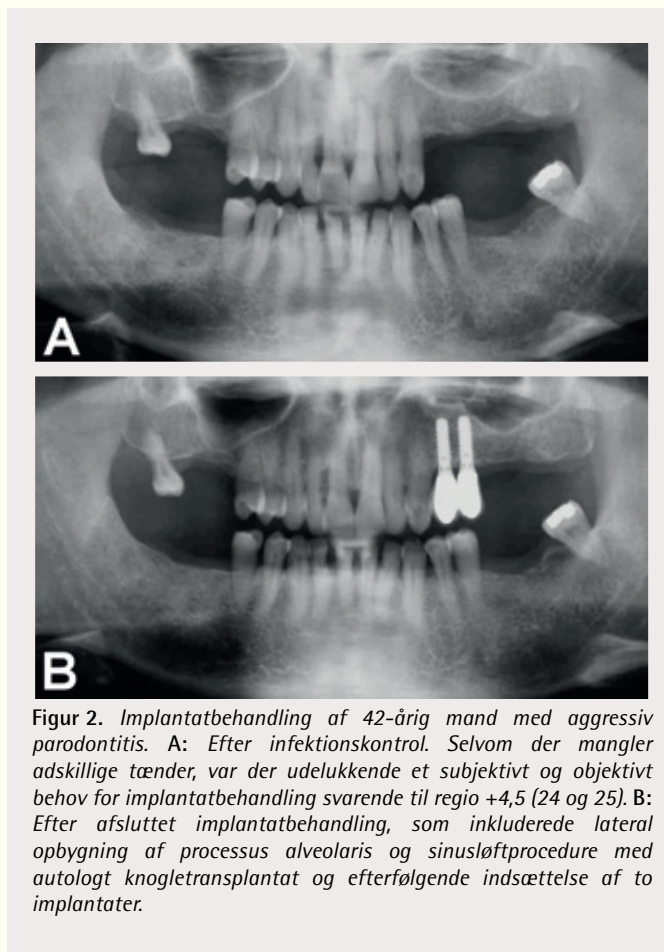 A
B
Figur 2. Implantatbehandling af 42-årig mand med aggressiv
parodontitis. A: Efter infektionskontrol. Selvom der mangler
adskillige tænder, var der udelukkende et subjektivt og objektivt
behov for implantatbehandling svarende til regio +4,5 (24 og 25). B:
Efter afsluttet implantatbehandling, som inkluderede lateral
opbygning af processus alveolaris og sinusløftprocedure med
autologt knogletransplantat og efterfølgende indsættelse af to
implantater.